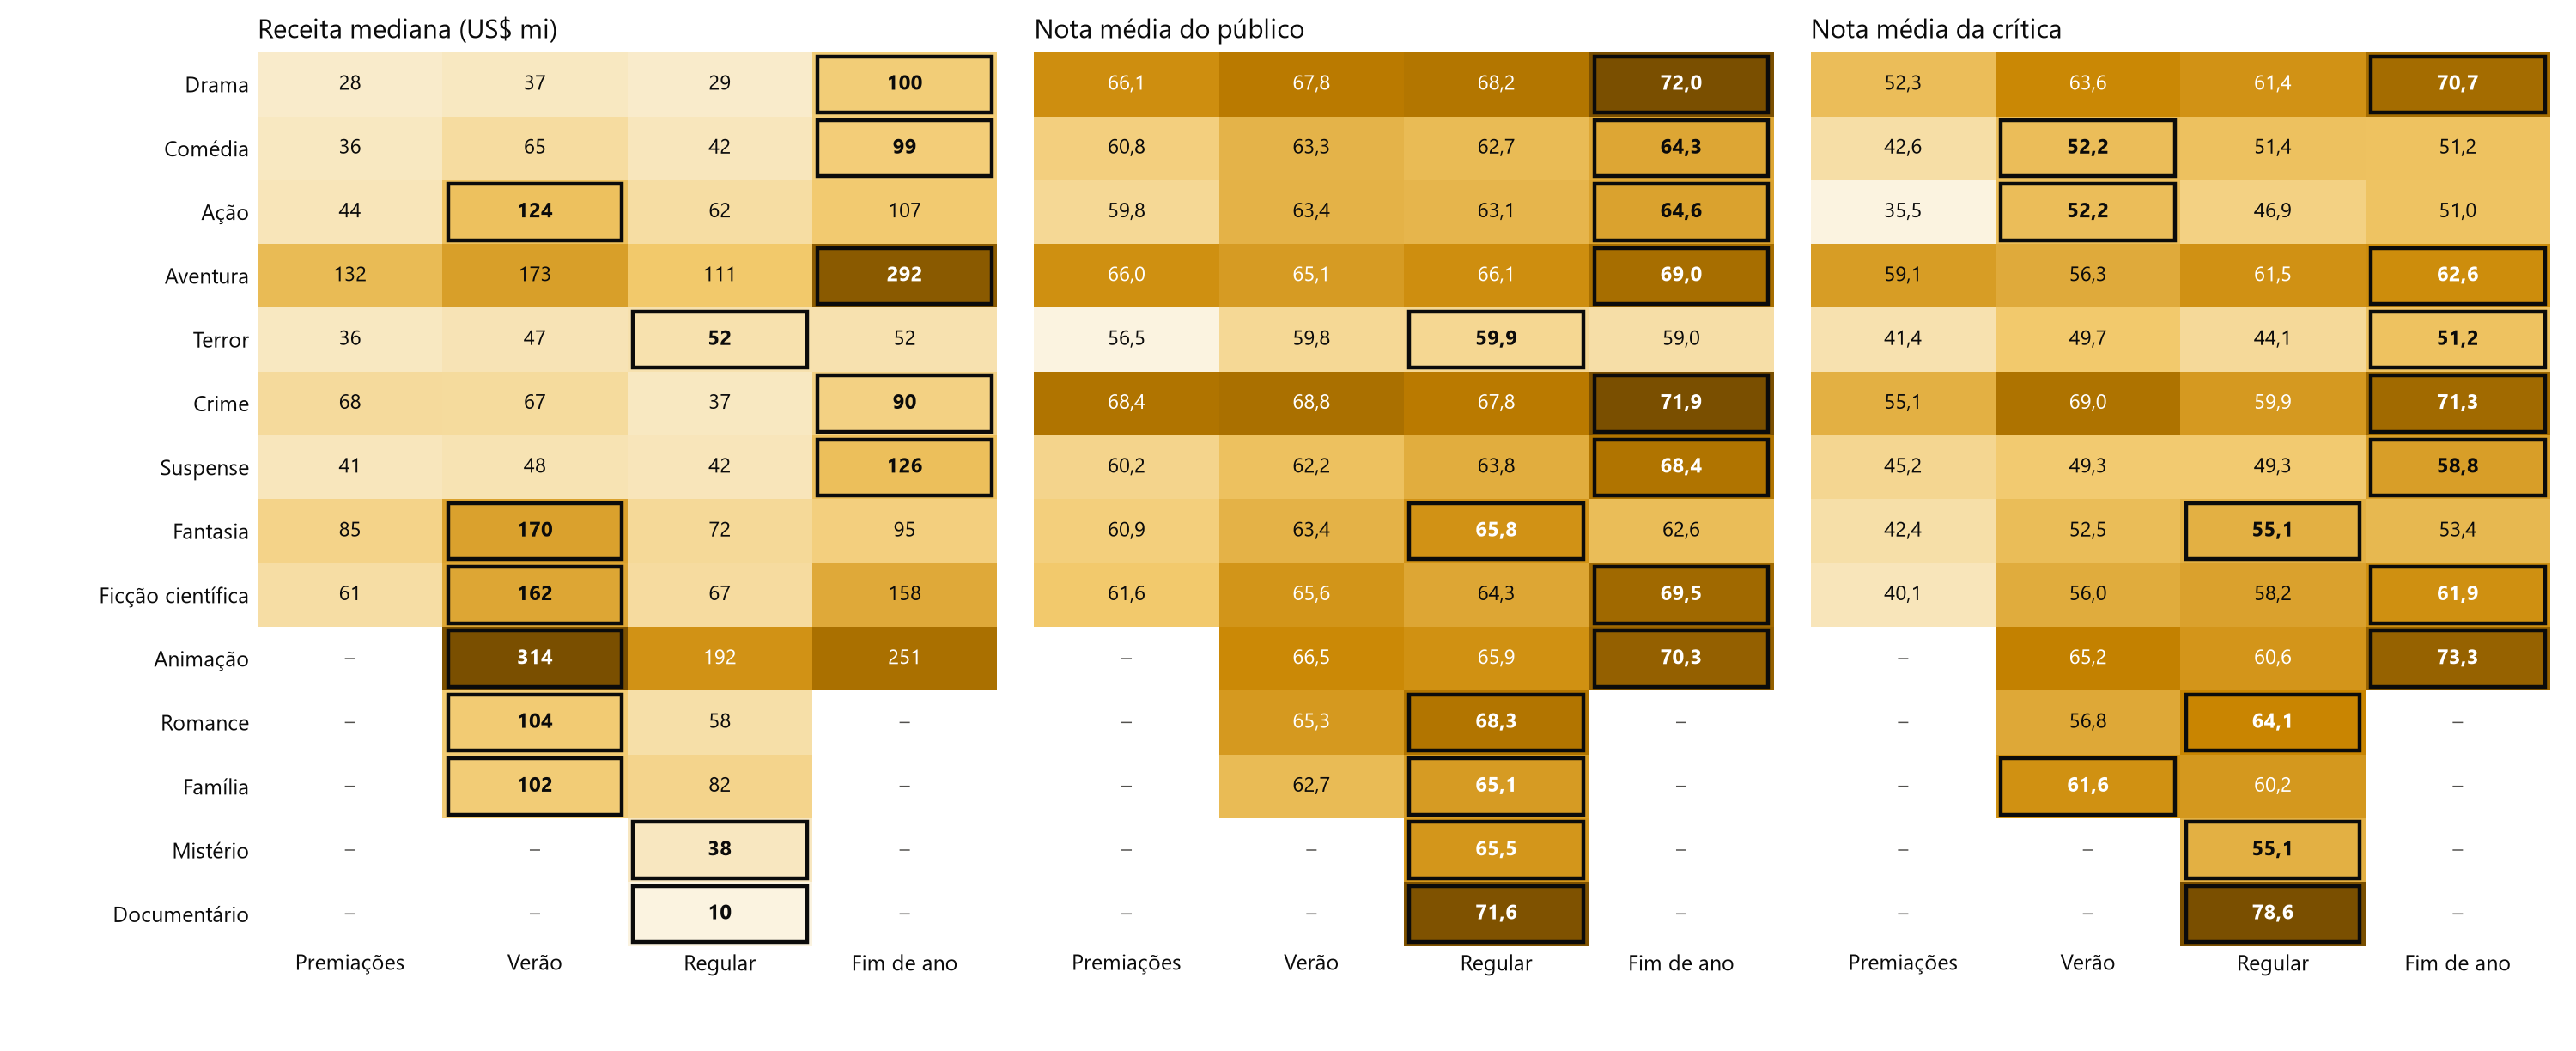 Receita mediana (US$ mi) Nota média do público Nota média da crítica
Drama 28 37 29 100 66,1 67,8 68,2 72,0 52,3 63,6 61,4 70,7
Comédia 36 65 42 99 60,8 63,3 62,7 64,3 42,6 52,2 51,4 51,2
Ação 44 124 62 107 59,8 63,4 63,1 64,6 35,5 52,2 46,9 51,0
Aventura 132 173 111 292 66,0 65,1 66,1 69,0 59,1 56,3 61,5 62,6
Terror 36 47 52 52 56,5 59,8 59,9 59,0 41,4 49,7 44,1 51,2
Crime 68 67 37 90 68,4 68,8 67,8 71,9 55,1 69,0 59,9 71,3
Suspense 41 48 42 126 60,2 62,2 63,8 68,4 45,2 49,3 49,3 58,8
Fantasia 85 170 72 95 60,9 63,4 65,8 62,6 42,4 52,5 55,1 53,4
Ficção científica 61 162 67 158 61,6 65,6 64,3 69,5 40,1 56,0 58,2 61,9
Animação – 314 192 251 – 66,5 65,9 70,3 – 65,2 60,6 73,3
Romance – 104 58 – – 65,3 68,3 – – 56,8 64,1 –
Família – 102 82 – – 62,7 65,1 – – 61,6 60,2 –
Mistério – – 38 – – – 65,5 – – – 55,1 –
Documentário – – 10 – – – 71,6 – – – 78,6 –
Premiações Verão Regular Fim de ano Premiações Verão Regular Fim de ano Premiações Verão Regular Fim de ano